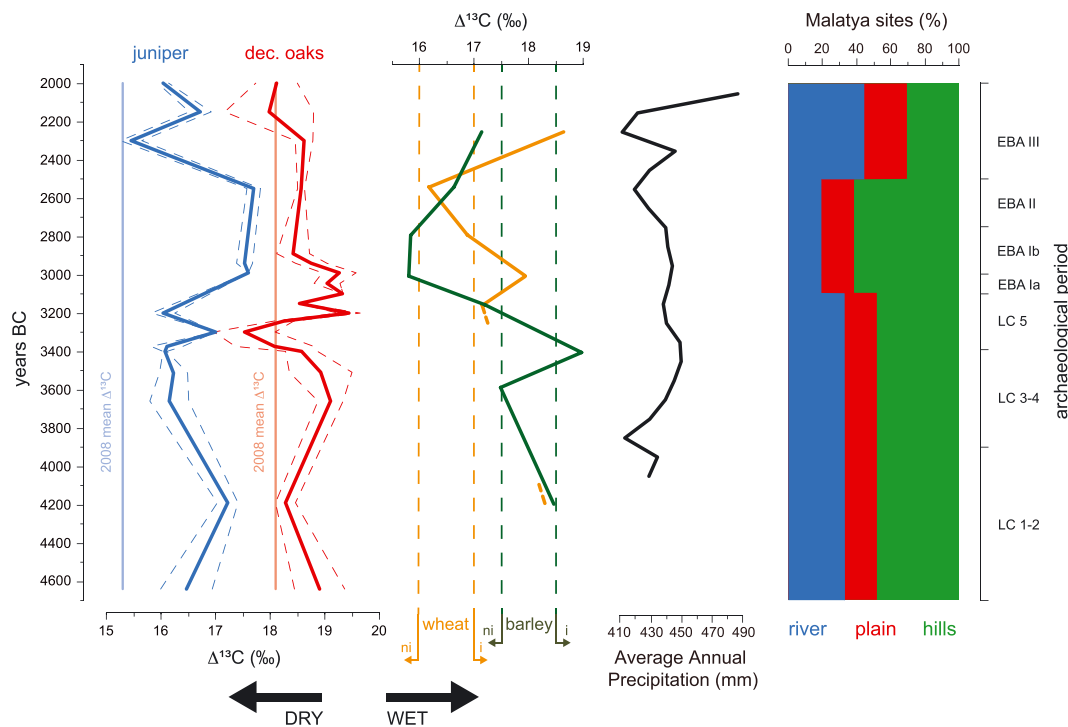 Δ¹³C (‰)
Malatya sites (%)
juniper
dec. oaks
16 17 18 19
0 20 40 60 80 100
2000
2200
2400
2600
2800
3000
3200
3400
3600
3800
4000
4200
4400
4600
years BC
2008 mean Δ¹³C
2008 mean Δ¹³C
EBA III
EBA II
EBA Ib
EBA Ia
LC 5
LC 3-4
LC 1-2
archaeological period
15 16 17 18 19 20
Δ¹³C (‰)
ni wheat i
ni barley i
410 430 450 470 490
Average Annual
Precipitation (mm)
river plain hills
DRY WET